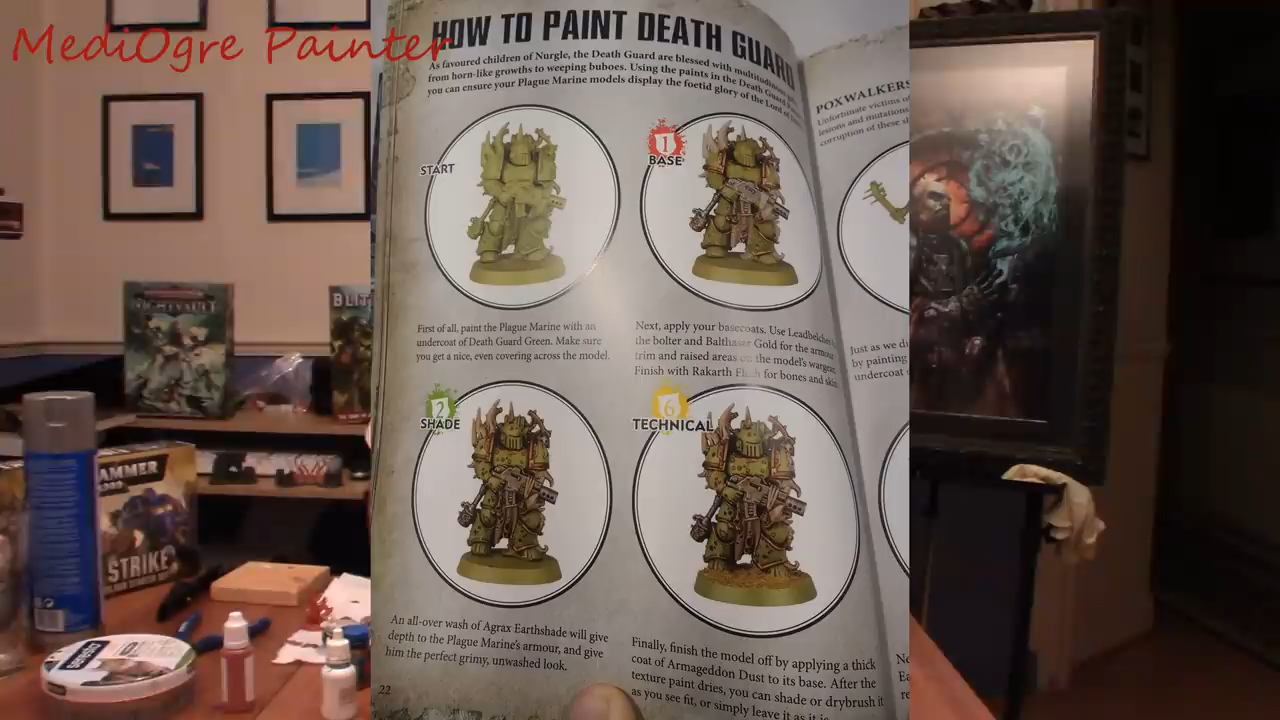 MediOgre Painter
HOW TO PAINT DEATH GUARD
As favoured children of Nurgle, the Death Guard are blessed with multitudinous
from horn-like growths to weeping buboes. Using the paints in the Death Guard
you can ensure your Plague Marine models display the foetid glory of the Lord of
START
First of all, paint the Plague Marine with an
undercoat of Death Guard Green. Make sure
you get a nice, even covering across the model.
1
BASE
Next, apply your basecoats. Use Leadbelcher
the bolter and Balthasar Gold for the armour
trim and raised areas on the model's wargear.
Finish with Rakarth Flesh for bones and skin.
2
SHADE
An all-over wash of Agrax Earthshade will give
depth to the Plague Marine's armour, and give
him the perfect grimy, unwashed look.
6
TECHNICAL
Finally, finish the model off by applying a thick
coat of Armageddon Dust to its base. After the
texture paint dries, you can shade or drybrush it
as you see fit, or simply leave it as it is.
22
POXWALKERS
Unfortunate victims of
lesions and mutations
corruption of these
Just as we
by painting
undercoat
BLIT
AMMER
STRIKE